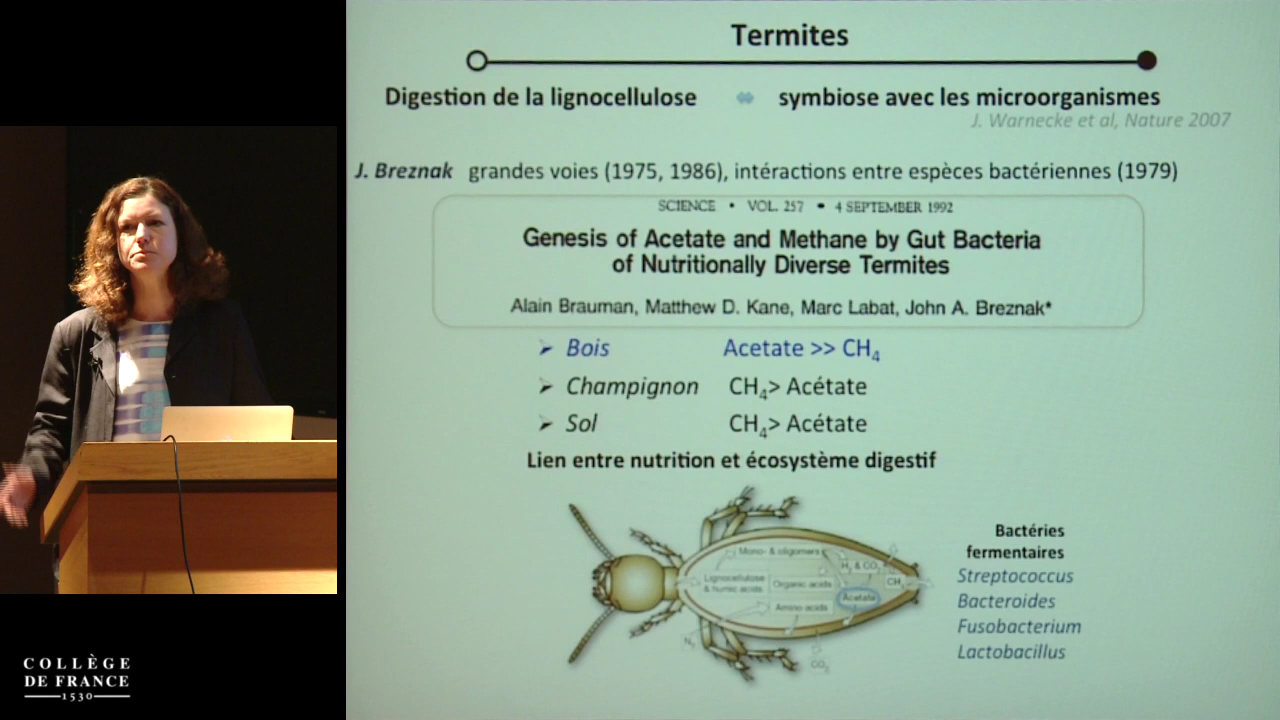 Termites
Digestion de la lignocellulose symbiose avec les microorganismes
J. Warnecke et al, Nature 2007
J. Breznak grandes voies (1975, 1986), intéractions entre espèces bactériennes (1979)
SCIENCE • VOL. 257 • 4 SEPTEMBER 1992
Genesis of Acetate and Methane by Gut Bacteria
of Nutritionally Diverse Termites
Alain Brauman, Matthew D. Kane, Marc Labat, John A. Breznak*
➢ Bois Acetate >> CH₄
➢ Champignon CH₄> Acétate
➢ Sol CH₄> Acétate
Lien entre nutrition et écosystème digestif
Mono- & oligomers
H₂ & CO₂
Lignocellulose
& humic acids
Organic acids
CH₄
Acetate
Amino acids
N₂
CO₂
Bactéries
fermentaires
Streptococcus
Bacteroides
Fusobacterium
Lactobacillus
COLLÈGE
DE FRANCE
1530